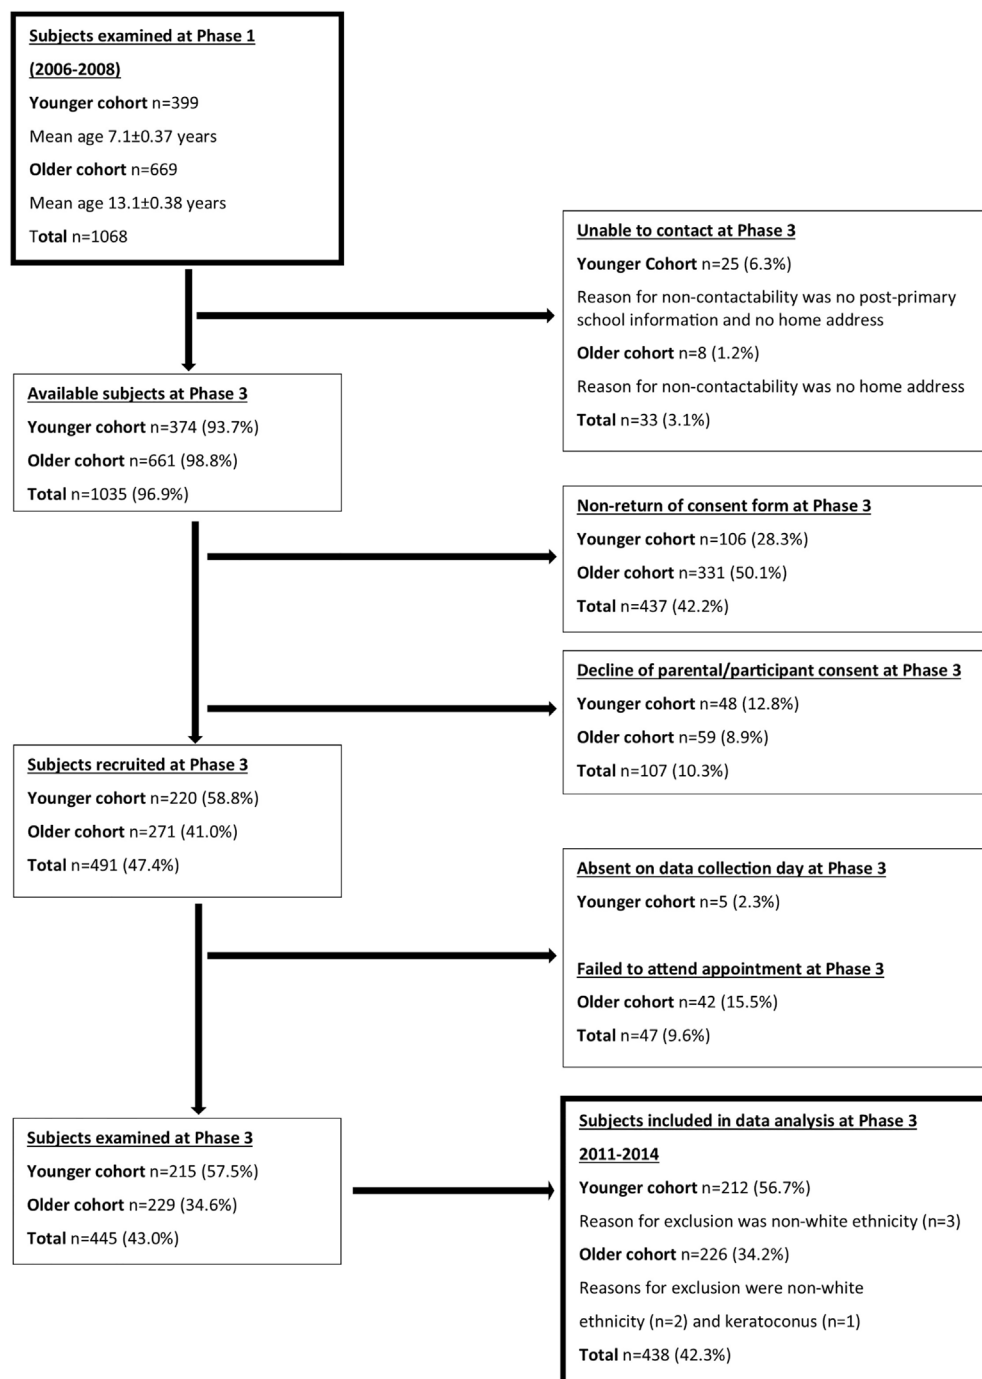 Subjects examined at Phase 1
(2006-2008)
Younger cohort n=399
Mean age 7.1±0.37 years
Older cohort n=669
Mean age 13.1±0.38 years
Total n=1068
Unable to contact at Phase 3
Younger Cohort n=25 (6.3%)
Reason for non-contactability was no post-primary
school information and no home address
Older cohort n=8 (1.2%)
Reason for non-contactability was no home address
Total n=33 (3.1%)
Available subjects at Phase 3
Younger cohort n=374 (93.7%)
Older cohort n=661 (98.8%)
Total n=1035 (96.9%)
Non-return of consent form at Phase 3
Younger cohort n=106 (28.3%)
Older cohort n=331 (50.1%)
Total n=437 (42.2%)
Decline of parental/participant consent at Phase 3
Younger cohort n=48 (12.8%)
Older cohort n=59 (8.9%)
Total n=107 (10.3%)
Subjects recruited at Phase 3
Younger cohort n=220 (58.8%)
Older cohort n=271 (41.0%)
Total n=491 (47.4%)
Absent on data collection day at Phase 3
Younger cohort n=5 (2.3%)
Failed to attend appointment at Phase 3
Older cohort n=42 (15.5%)
Total n=47 (9.6%)
Subjects examined at Phase 3
Younger cohort n=215 (57.5%)
Older cohort n=229 (34.6%)
Total n=445 (43.0%)
Subjects included in data analysis at Phase 3
2011-2014
Younger cohort n=212 (56.7%)
Reason for exclusion was non-white ethnicity (n=3)
Older cohort n=226 (34.2%)
Reasons for exclusion were non-white
ethnicity (n=2) and keratoconus (n=1)
Total n=438 (42.3%)